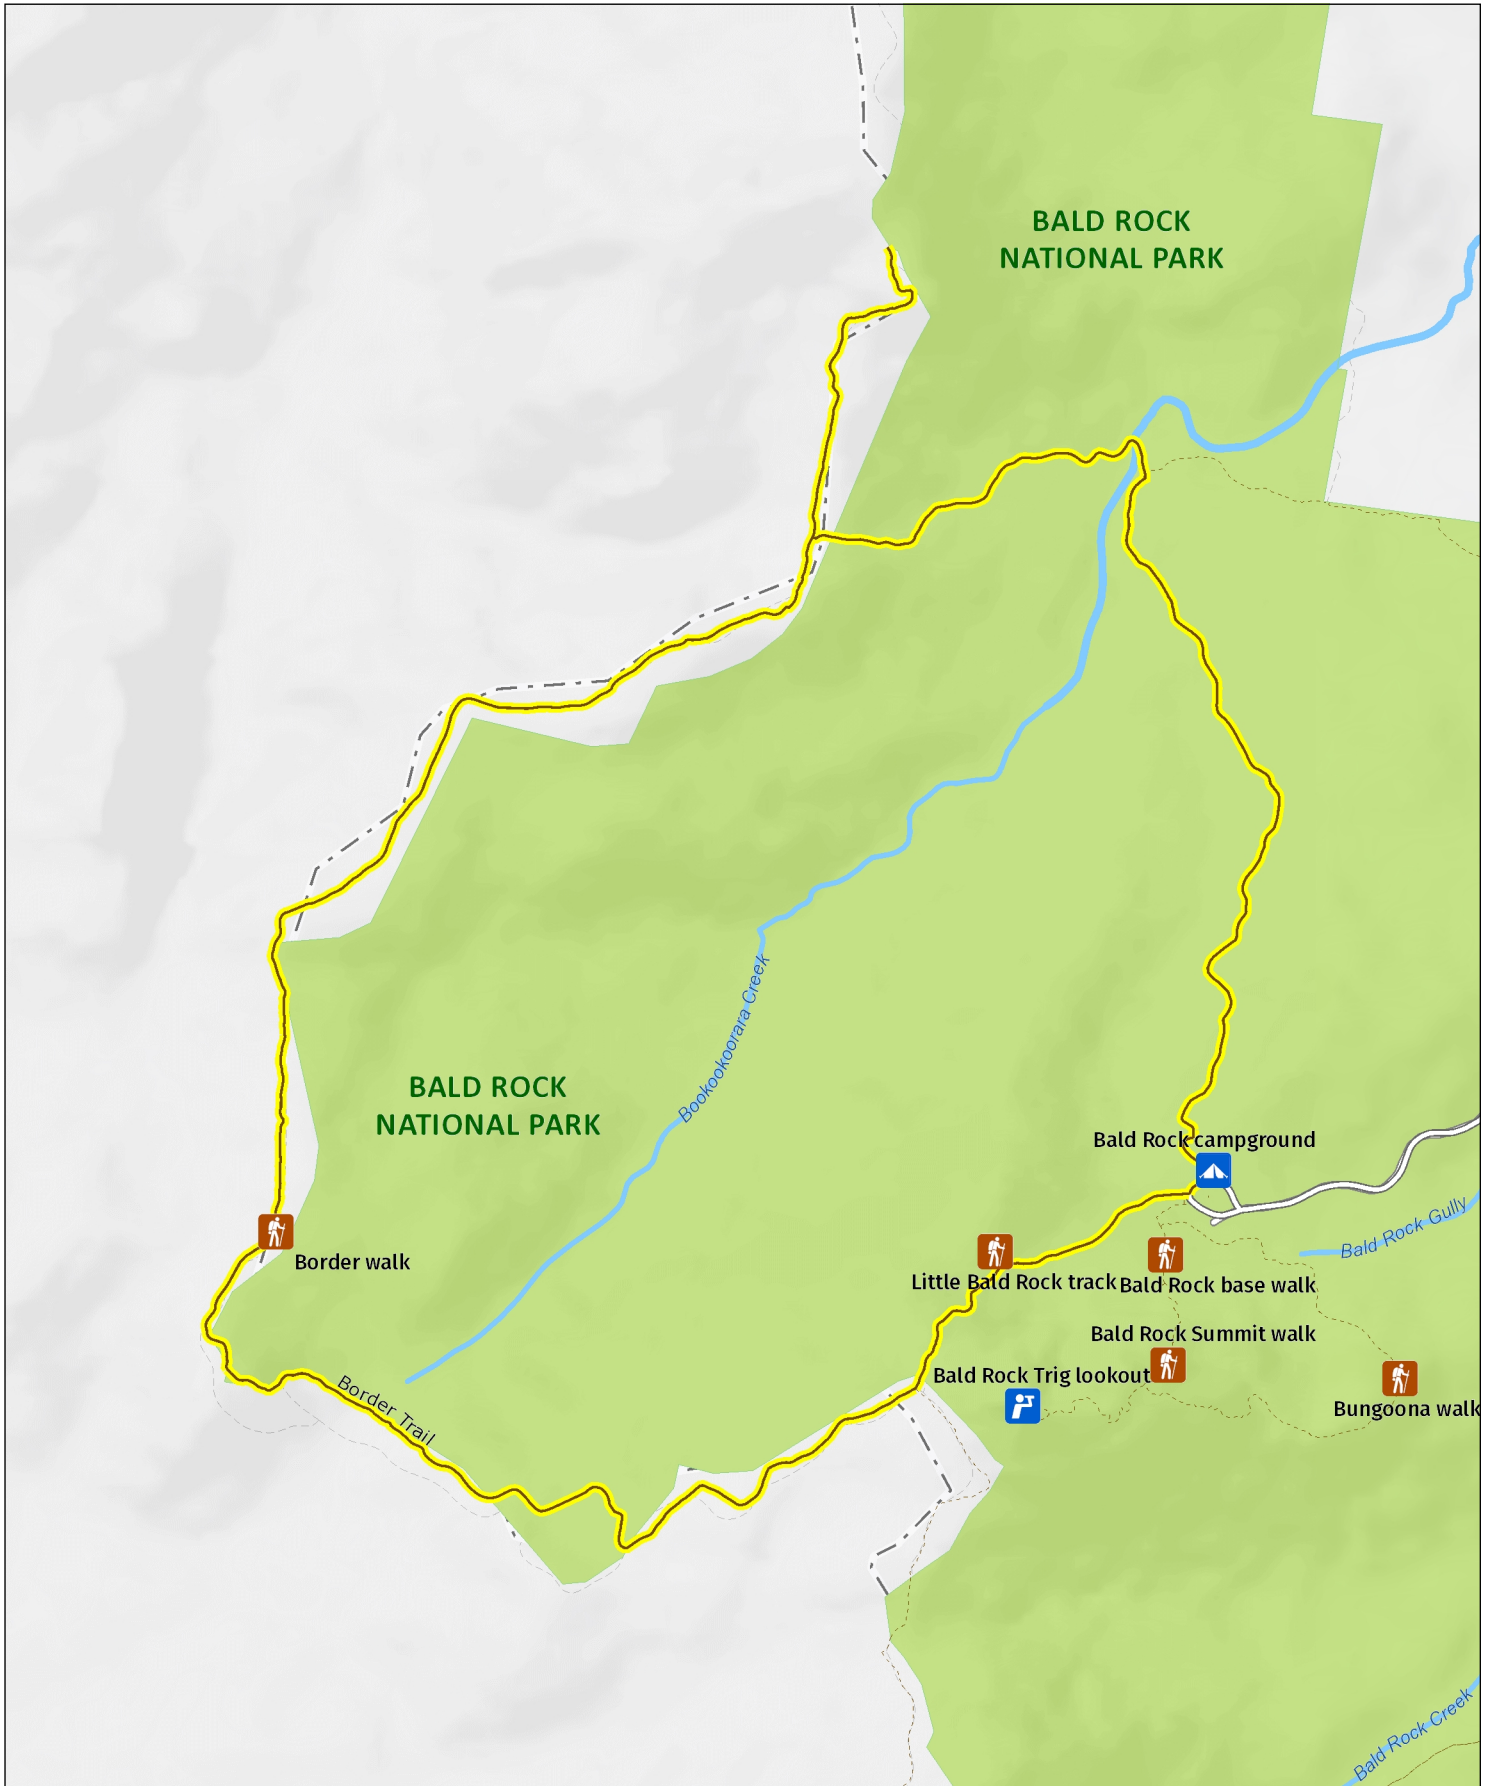 BALD ROCK
NATIONAL PARK
Bookookoorara Creek
BALD ROCK
NATIONAL PARK
Bald Rock campground
Bald Rock Gully
Border walk
Little Bald Rock track
Bald Rock base walk
Bald Rock Summit walk
Bald Rock Trig lookout
Border Trail
Bungoona walk
Bald Rock Creek